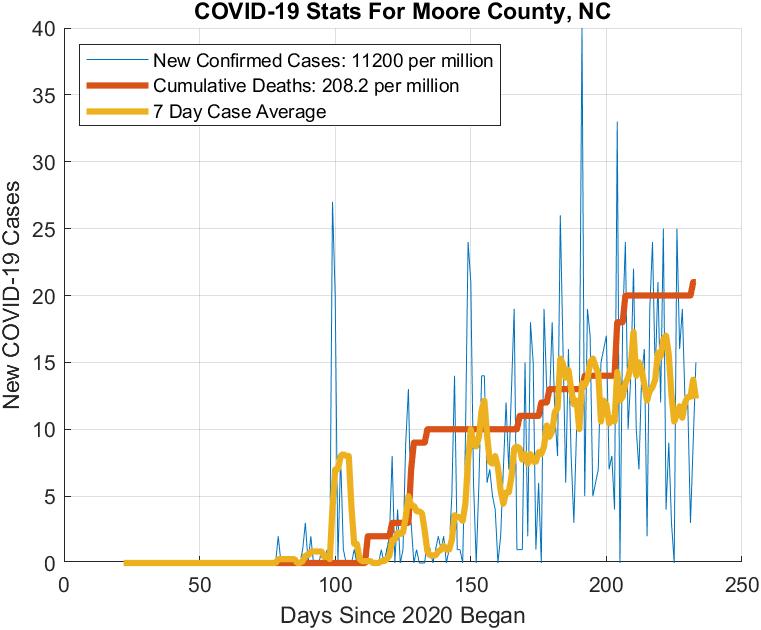 COVID-19 Stats For Moore County, NC
New Confirmed Cases: 11200 per million
Cumulative Deaths: 208.2 per million
7 Day Case Average
40
35
30
25
20
15
10
5
0
New COVID-19 Cases
0 50 100 150 200 250
Days Since 2020 Began